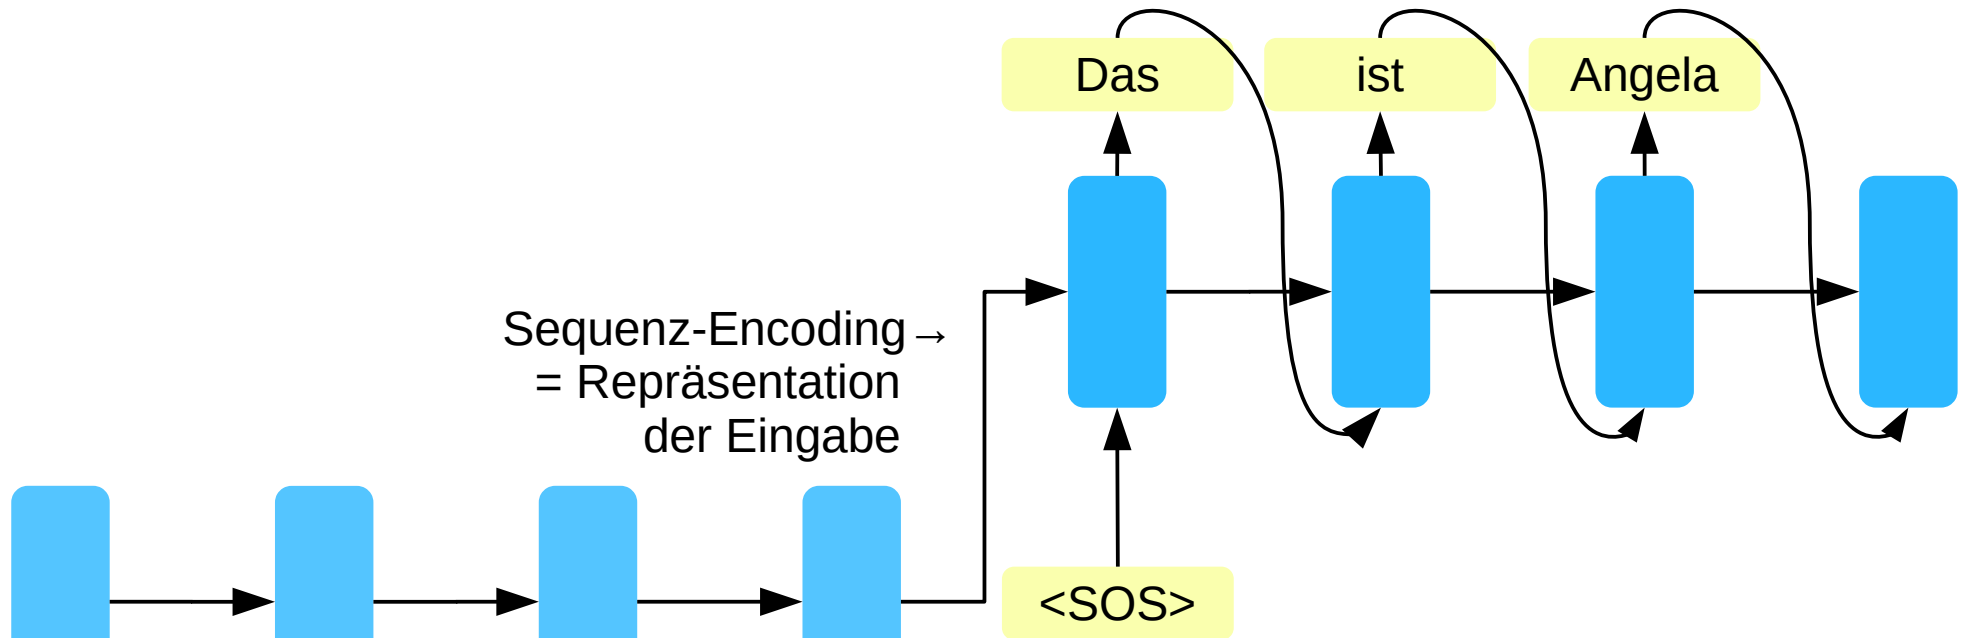 Das
ist
Angela
Sequenz-Encoding→
= Repräsentation
der Eingabe
<SOS>